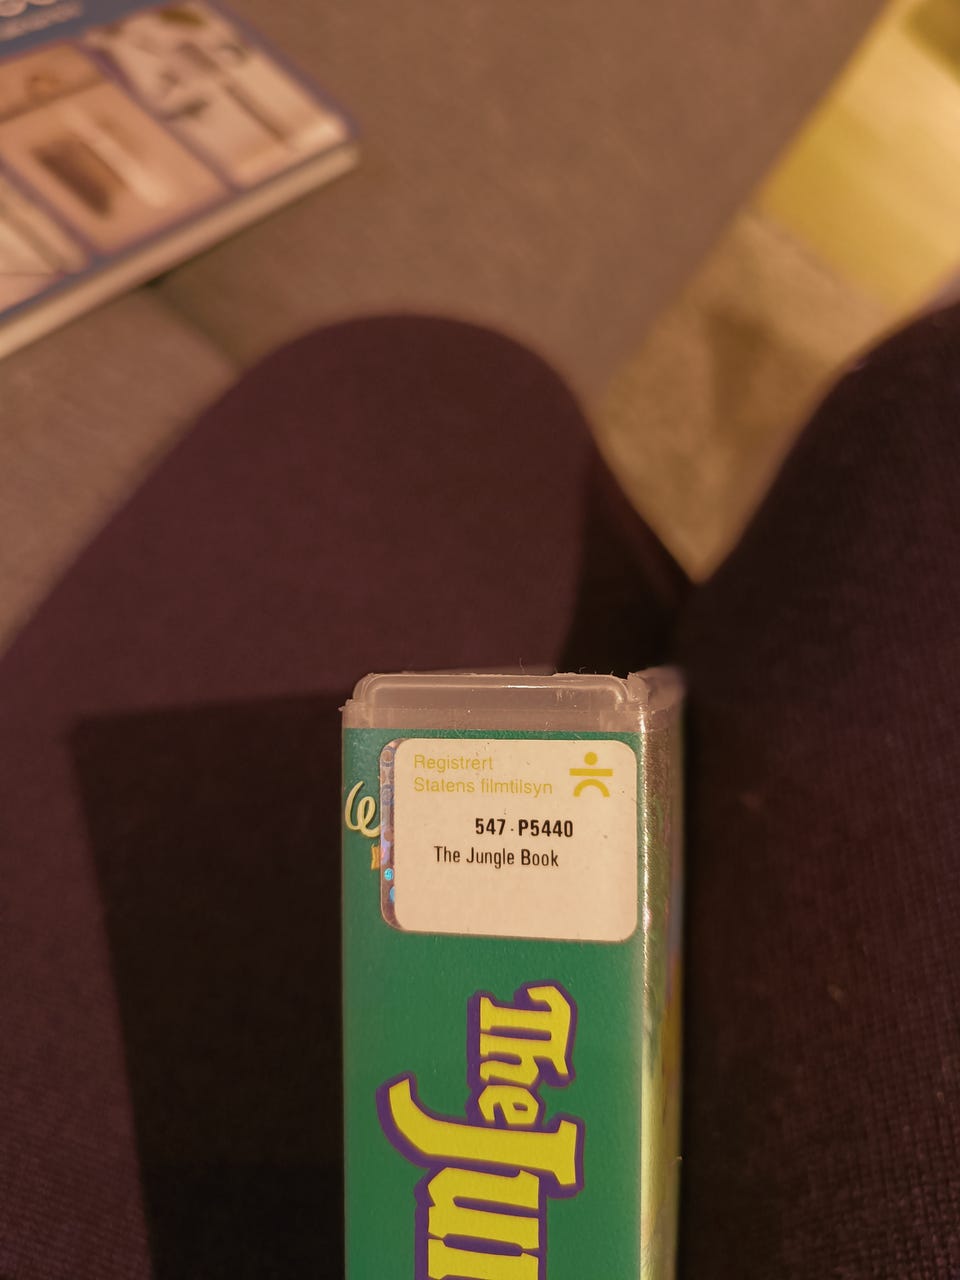 Registrert
Statens filmtilsyn
547-P5440
The Jungle Book
The